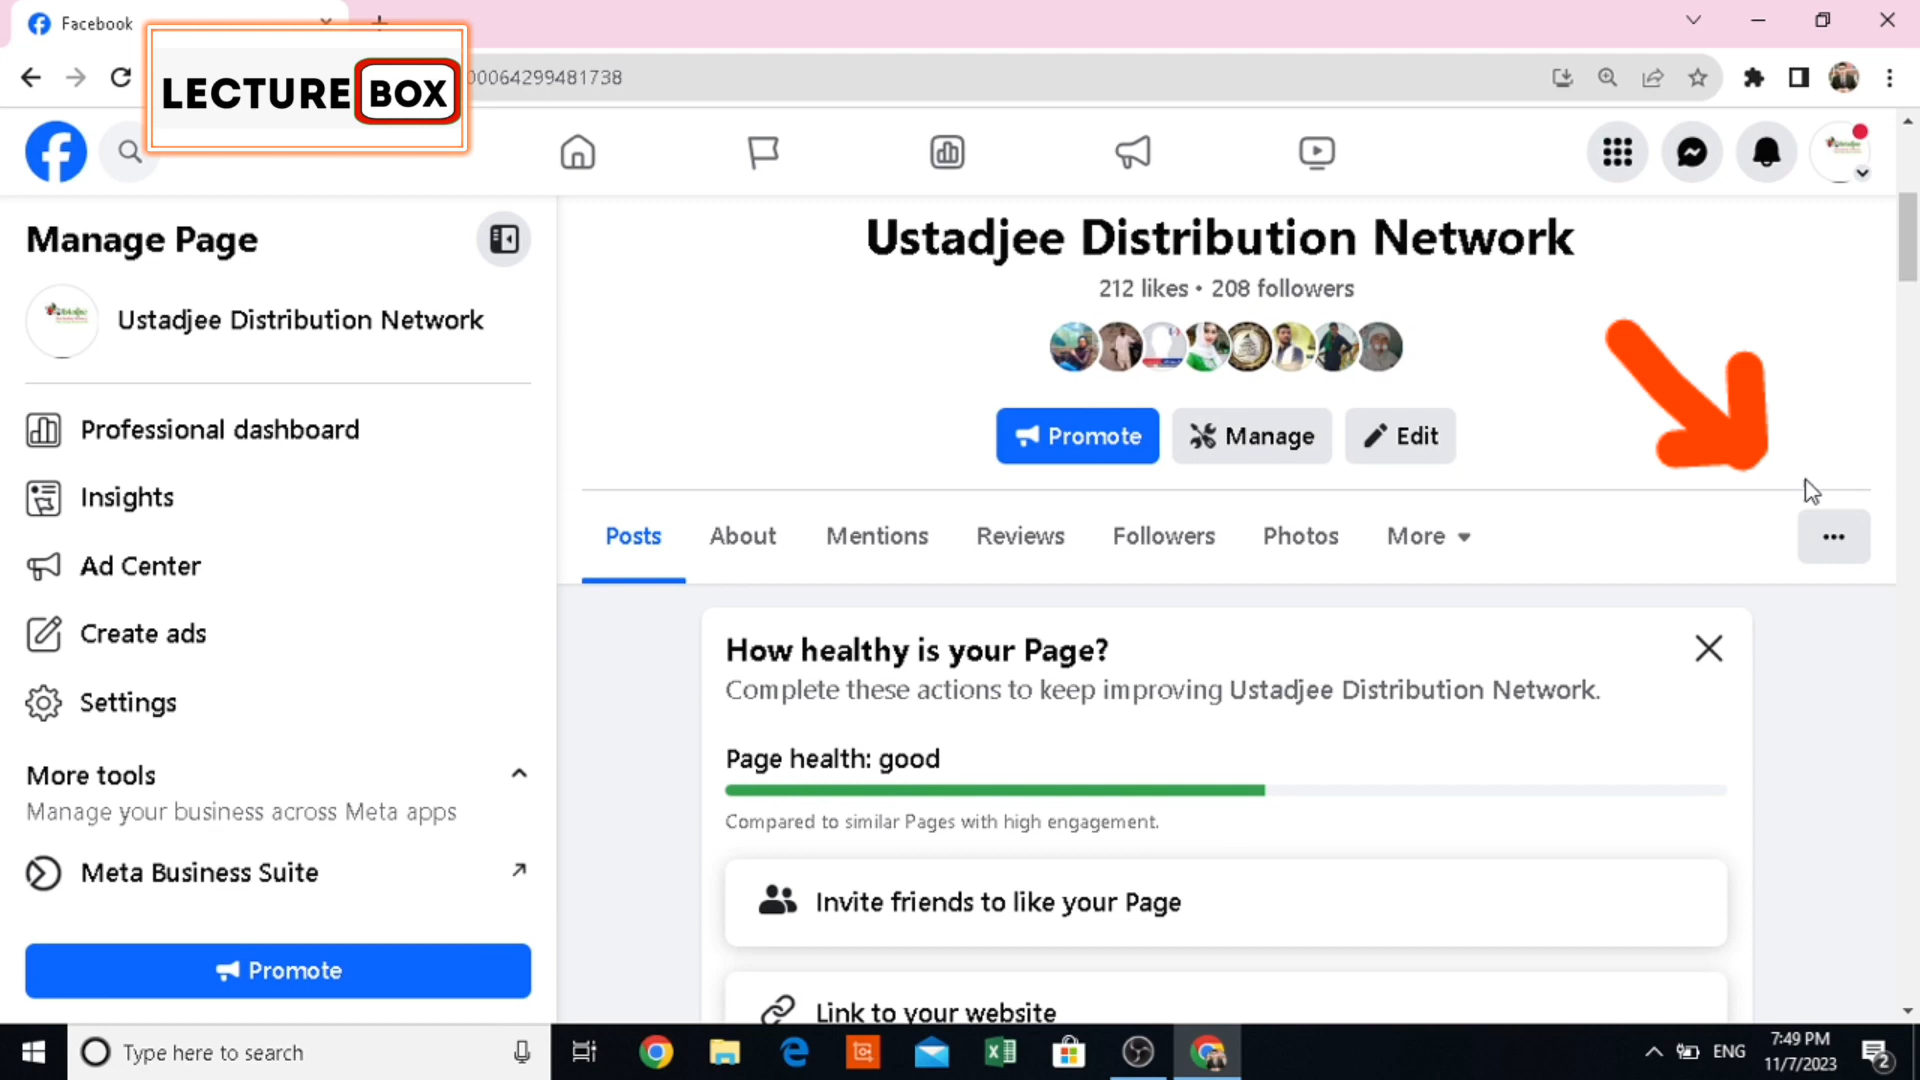 Facebook
LECTURE BOX
00064299481738
Manage Page
Ustadjee Distribution Network
Professional dashboard
Insights
Ad Center
Create ads
Settings
More tools
Manage your business across Meta apps
Meta Business Suite
Promote
Ustadjee Distribution Network
212 likes • 208 followers
Promote Manage Edit
Posts About Mentions Reviews Followers Photos More
How healthy is your Page?
Complete these actions to keep improving Ustadjee Distribution Network.
Page health: good
Compared to similar Pages with high engagement.
Invite friends to like your Page
Link to your website
Type here to search
ENG
7:49 PM
11/7/2023
2